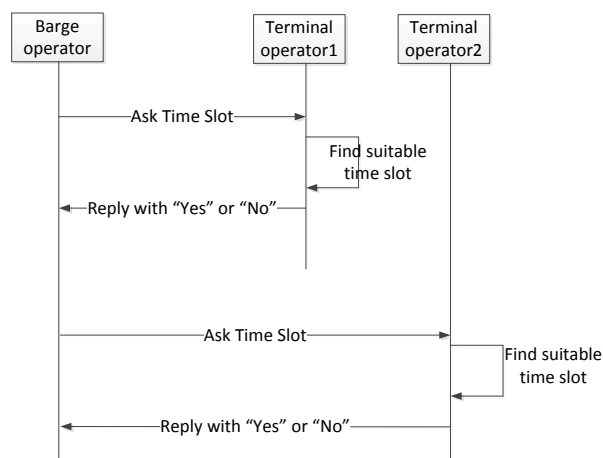 Barge
operator
Terminal
operator1
Terminal
operator2
Ask Time Slot
Find suitable
time slot
Reply with “Yes” or “No”
Ask Time Slot
Find suitable
time slot
Reply with “Yes” or “No”